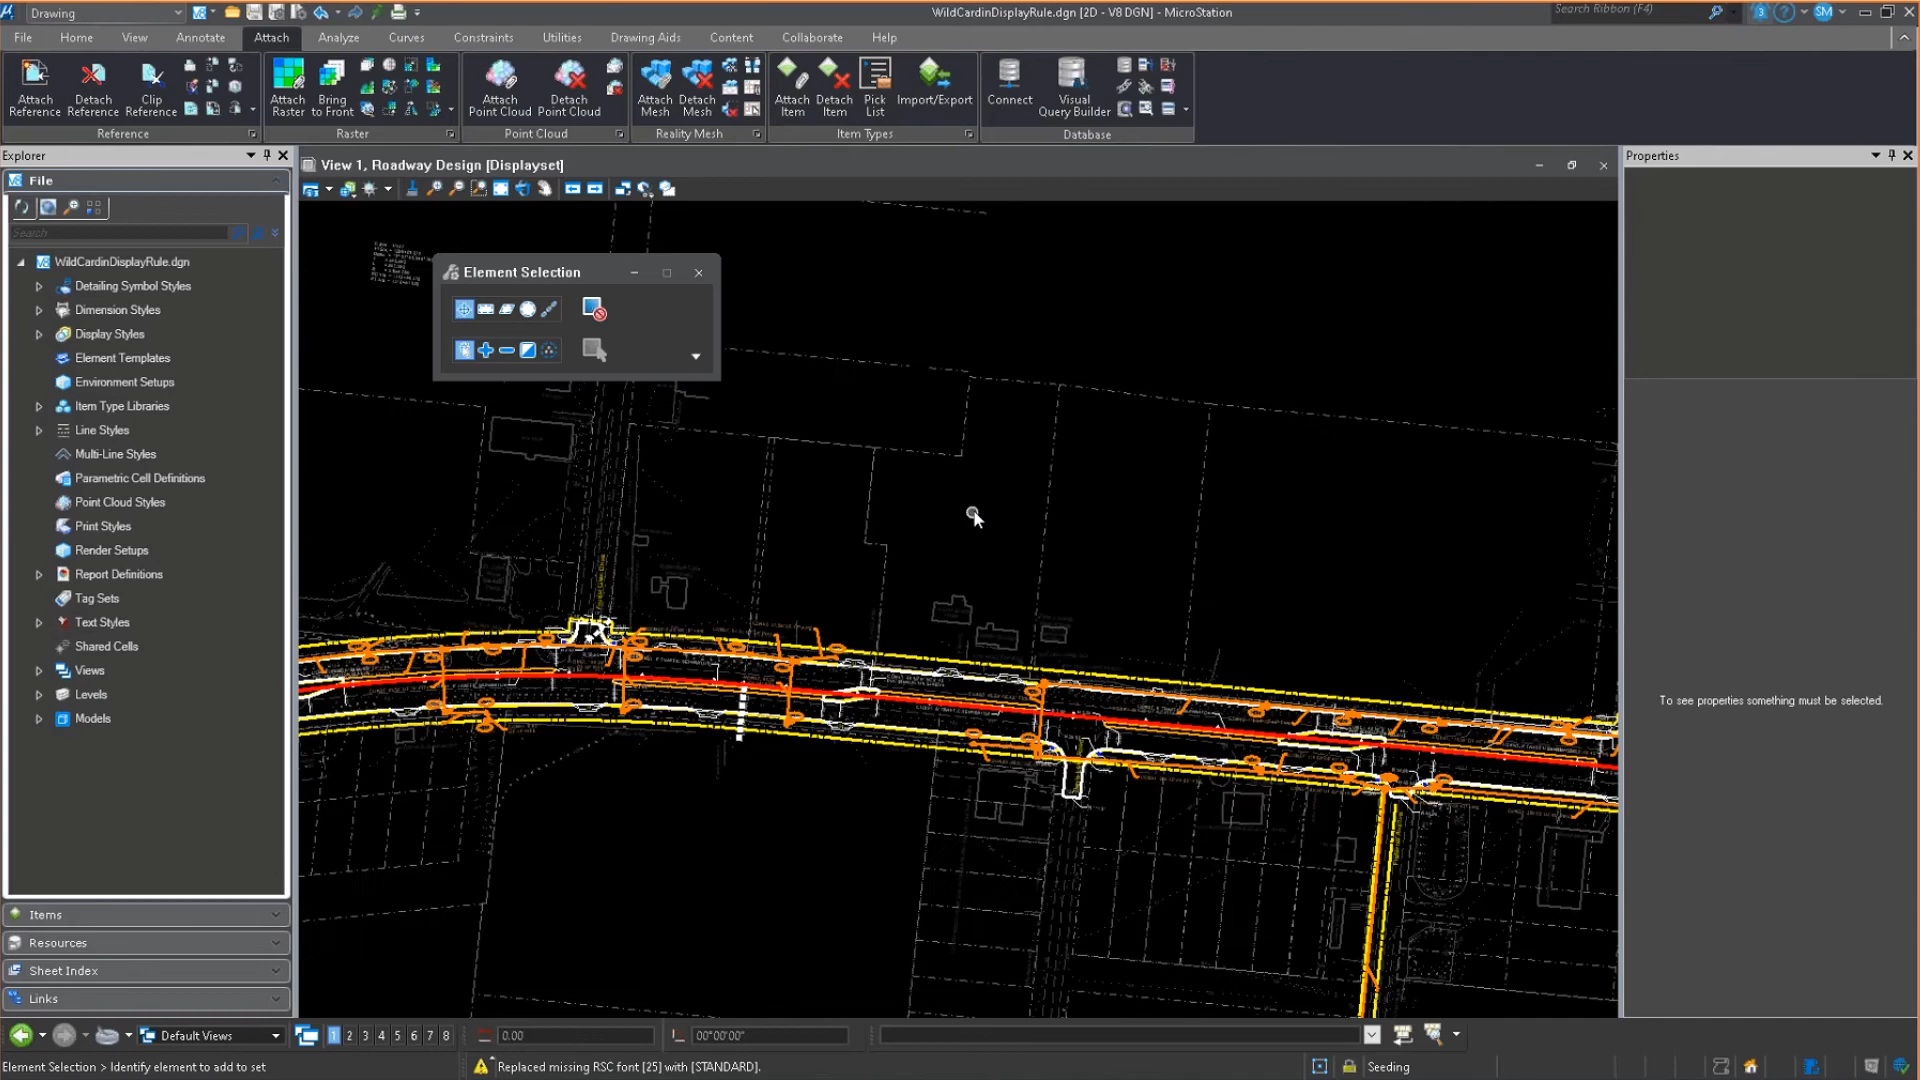 Drawing
WildCardinDisplayRule.dgn [2D - V8 DGN] - MicroStation
Search Ribbon (F4)
3
SM
File
Home
View
Annotate
Attach
Analyze
Curves
Constraints
Utilities
Drawing Aids
Content
Collaborate
Help
Attach Reference
Detach Reference
Clip Reference
Attach Raster
Bring to Front
Attach Point Cloud
Detach Point Cloud
Attach Mesh
Detach Mesh
Attach Item
Detach Item
Pick List
Import/Export
Connect
Visual Query Builder
Reference
Raster
Point Cloud
Reality Mesh
Item Types
Database
Explorer
File
Search
WildCardinDisplayRule.dgn
Detailing Symbol Styles
Dimension Styles
Display Styles
Element Templates
Environment Setups
Item Type Libraries
Line Styles
Multi-Line Styles
Parametric Cell Definitions
Point Cloud Styles
Print Styles
Render Setups
Report Definitions
Tag Sets
Text Styles
Shared Cells
Views
Levels
Models
Items
Resources
Sheet Index
Links
View 1, Roadway Design [Displayset]
Element Selection
Properties
To see properties something must be selected.
Default Views
1 2 3 4 5 6 7 8
0.00
00°00'00"
Element Selection > Identify element to add to set
Replaced missing RSC font [25] with [STANDARD].
Seeding